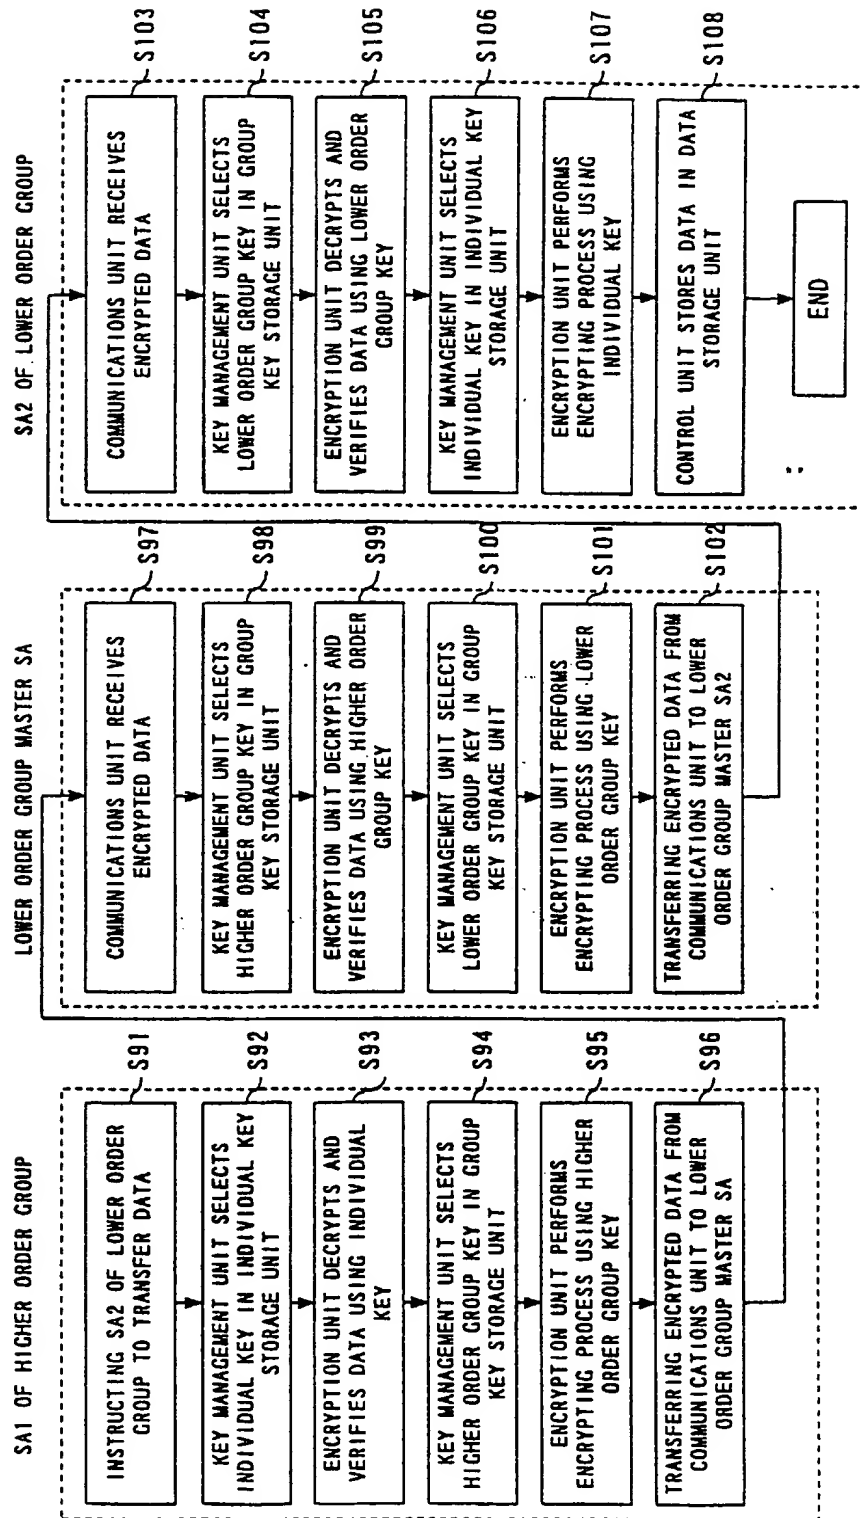 SA1 OF HIGHER ORDER GROUP
INSTRUCTING SA2 OF LOWER ORDER
GROUP TO TRANSFER DATA
S91
KEY MANAGEMENT UNIT SELECTS
INDIVIDUAL KEY IN INDIVIDUAL KEY
STORAGE UNIT
S92
ENCRYPTION UNIT DECRYPTS AND
VERIFIES DATA USING INDIVIDUAL
KEY
S93
KEY MANAGEMENT UNIT SELECTS
HIGHER ORDER GROUP KEY IN GROUP
KEY STORAGE UNIT
S94
ENCRYPTION UNIT PERFORMS
ENCRYPTING PROCESS USING HIGHER
ORDER GROUP KEY
S95
TRANSFERRING ENCRYPTED DATA FROM
COMMUNICATIONS UNIT TO LOWER
ORDER GROUP MASTER SA
S96
LOWER ORDER GROUP MASTER SA
COMMUNICATIONS UNIT RECEIVES
ENCRYPTED DATA
S97
KEY MANAGEMENT UNIT SELECTS
HIGHER ORDER GROUP KEY IN GROUP
KEY STORAGE UNIT
S98
ENCRYPTION UNIT DECRYPTS AND
VERIFIES DATA USING HIGHER ORDER
GROUP KEY
S99
KEY MANAGEMENT UNIT SELECTS
LOWER ORDER GROUP KEY IN GROUP
KEY STORAGE UNIT
S100
ENCRYPTION UNIT PERFORMS
ENCRYPTING PROCESS USING LOWER
ORDER GROUP KEY
S101
TRANSFERRING ENCRYPTED DATA FROM
COMMUNICATIONS UNIT TO LOWER
ORDER GROUP MASTER SA2
S102
SA2 OF LOWER ORDER GROUP
COMMUNICATIONS UNIT RECEIVES
ENCRYPTED DATA
S103
KEY MANAGEMENT UNIT SELECTS
LOWER ORDER GROUP KEY IN GROUP
KEY STORAGE UNIT
S104
ENCRYPTION UNIT DECRYPTS AND
VERIFIES DATA USING LOWER ORDER
GROUP KEY
S105
KEY MANAGEMENT UNIT SELECTS
INDIVIDUAL KEY IN INDIVIDUAL KEY
STORAGE UNIT
S106
ENCRYPTION UNIT PERFORMS
ENCRYPTING PROCESS USING
INDIVIDUAL KEY
S107
CONTROL UNIT STORES DATA IN DATA
STORAGE UNIT
S108
END